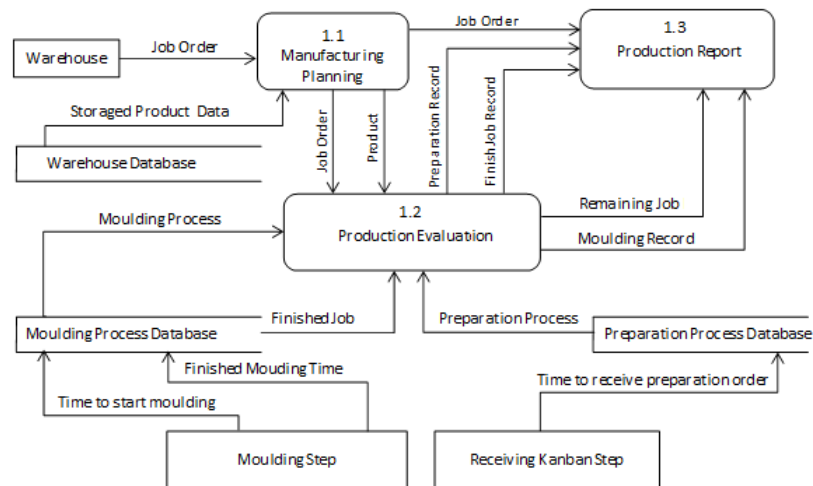 1.1
Manufacturing
Planning
Job Order
1.3
Production Report
Warehouse
Job Order
Storaged Product Data
Warehouse Database
Job Order
Product
Preparation Record
Finish Job Record
Moulding Process
1.2
Production Evaluation
Remaining Job
Moulding Record
Moulding Process Database
Finished Job
Preparation Process
Preparation Process Database
Finished Mouding Time
Time to start moulding
Time to receive preparation order
Moulding Step
Receiving Kanban Step